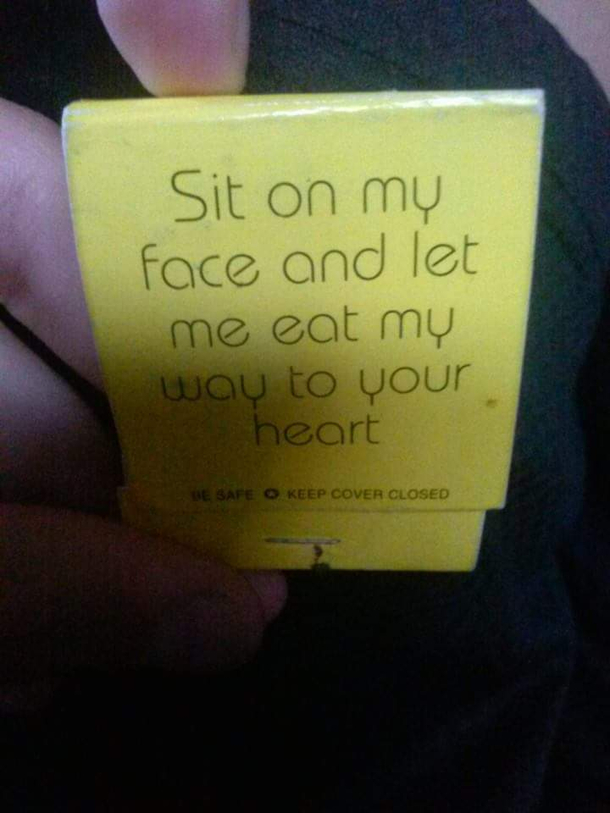 Sit on my
face and let
me eat my
way to your
heart
BE SAFE ✪ KEEP COVER CLOSED